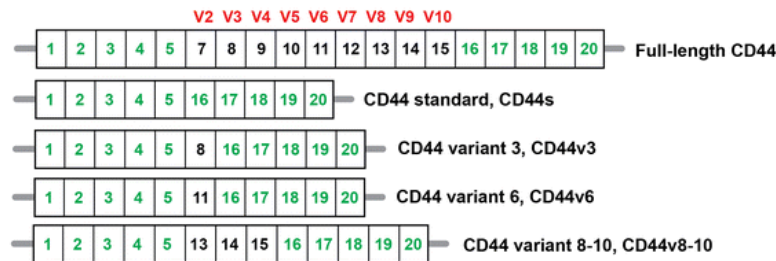 V2 V3 V4 V5 V6 V7 V8 V9 V10
1 2 3 4 5 7 8 9 10 11 12 13 14 15 16 17 18 19 20 Full-length CD44
1 2 3 4 5 16 17 18 19 20 CD44 standard, CD44s
1 2 3 4 5 8 16 17 18 19 20 CD44 variant 3, CD44v3
1 2 3 4 5 11 16 17 18 19 20 CD44 variant 6, CD44v6
1 2 3 4 5 13 14 15 16 17 18 19 20 CD44 variant 8-10, CD44v8-10